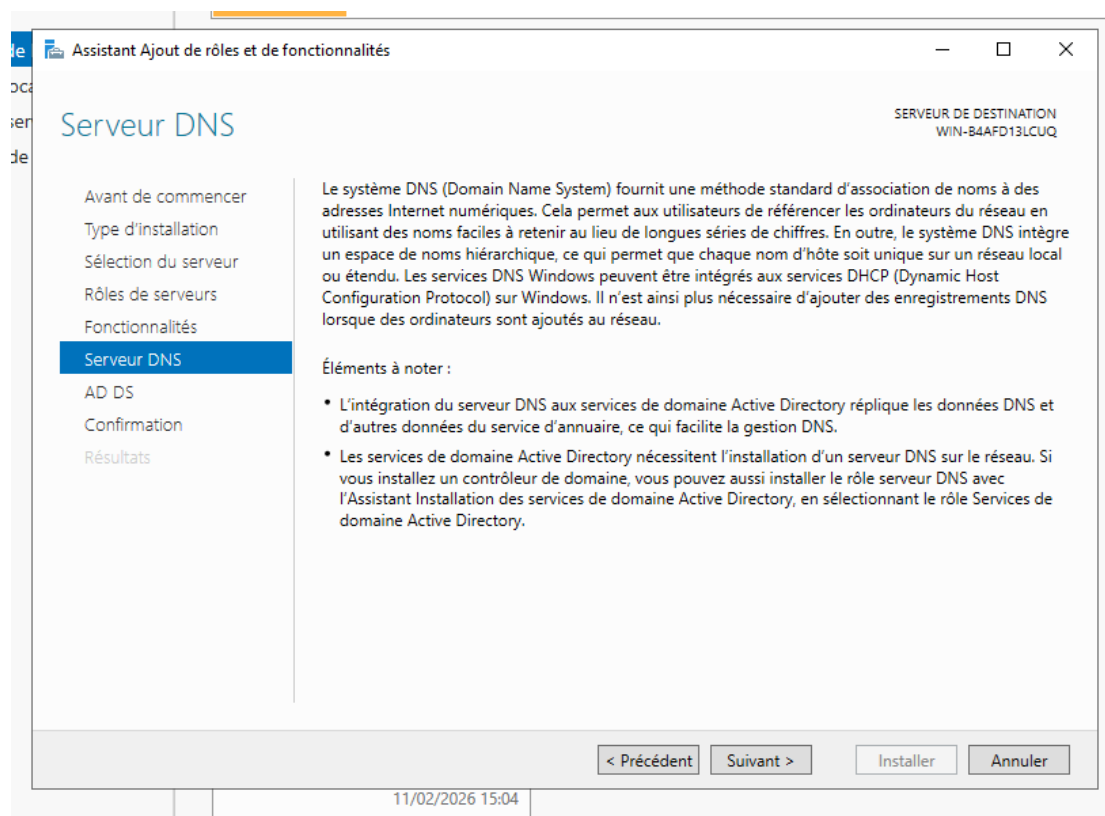 Assistant Ajout de rôles et de fonctionnalités
Serveur DNS
SERVEUR DE DESTINATION
WIN-B4AFD13LCUQ
Avant de commencer
Type d'installation
Sélection du serveur
Rôles de serveurs
Fonctionnalités
Serveur DNS
AD DS
Confirmation
Résultats
Le système DNS (Domain Name System) fournit une méthode standard d'association de noms à des
adresses Internet numériques. Cela permet aux utilisateurs de référencer les ordinateurs du réseau en
utilisant des noms faciles à retenir au lieu de longues séries de chiffres. En outre, le système DNS intègre
un espace de noms hiérarchique, ce qui permet que chaque nom d'hôte soit unique sur un réseau local
ou étendu. Les services DNS Windows peuvent être intégrés aux services DHCP (Dynamic Host
Configuration Protocol) sur Windows. Il n'est ainsi plus nécessaire d'ajouter des enregistrements DNS
lorsque des ordinateurs sont ajoutés au réseau.
Éléments à noter :
• L'intégration du serveur DNS aux services de domaine Active Directory réplique les données DNS et
d'autres données du service d'annuaire, ce qui facilite la gestion DNS.
• Les services de domaine Active Directory nécessitent l'installation d'un serveur DNS sur le réseau. Si
vous installez un contrôleur de domaine, vous pouvez aussi installer le rôle serveur DNS avec
l'Assistant Installation des services de domaine Active Directory, en sélectionnant le rôle Services de
domaine Active Directory.
< Précédent
Suivant >
Installer
Annuler
11/02/2026 15:04